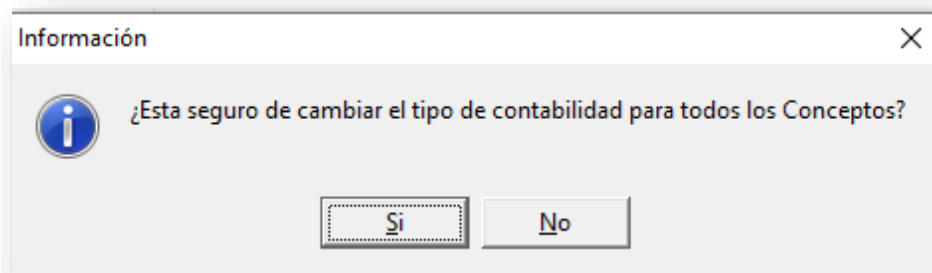 Información
¿Esta seguro de cambiar el tipo de contabilidad para todos los Conceptos?
Si
No